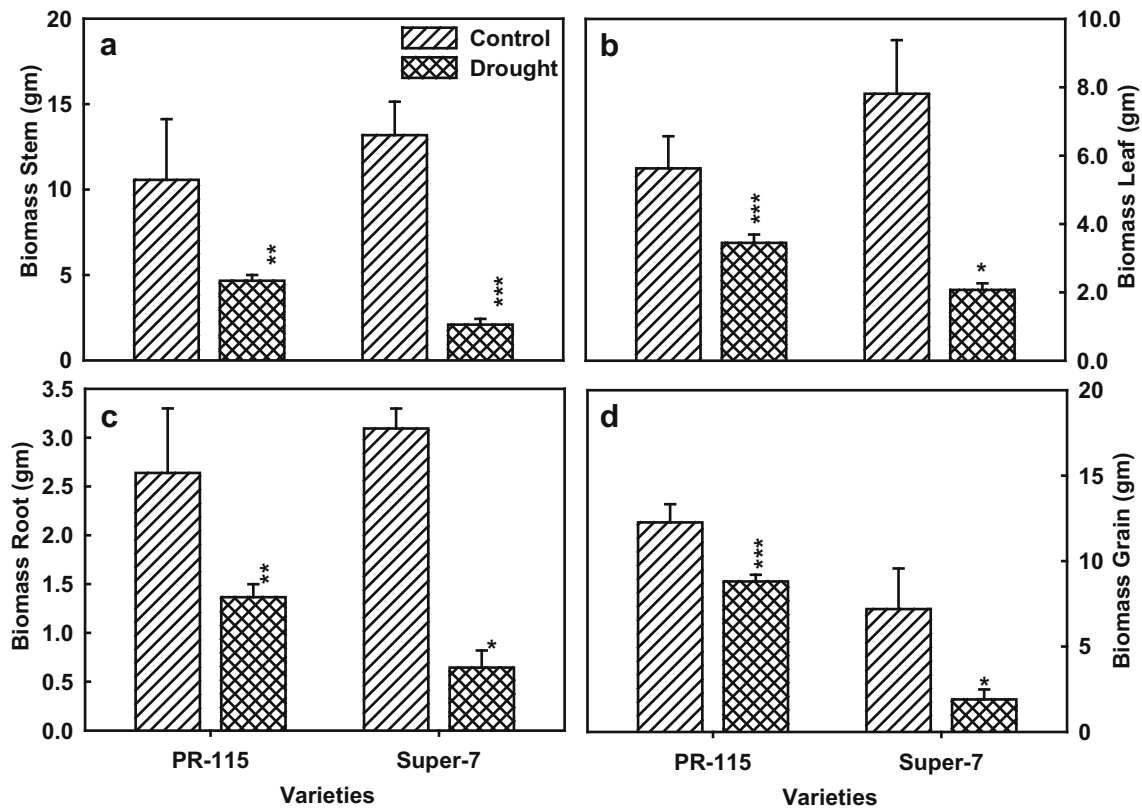 a
Control
Drought
Biomass Stem (gm)
20
15
10
5
0
**
***
b
Biomass Leaf (gm)
10.0
8.0
6.0
4.0
2.0
0.0
***
*
c
Biomass Root (gm)
3.5
3.0
2.5
2.0
1.5
1.0
0.5
0.0
**
*
PR-115 Super-7
Varieties
d
Biomass Grain (gm)
20
15
10
5
0
***
*
PR-115 Super-7
Varieties